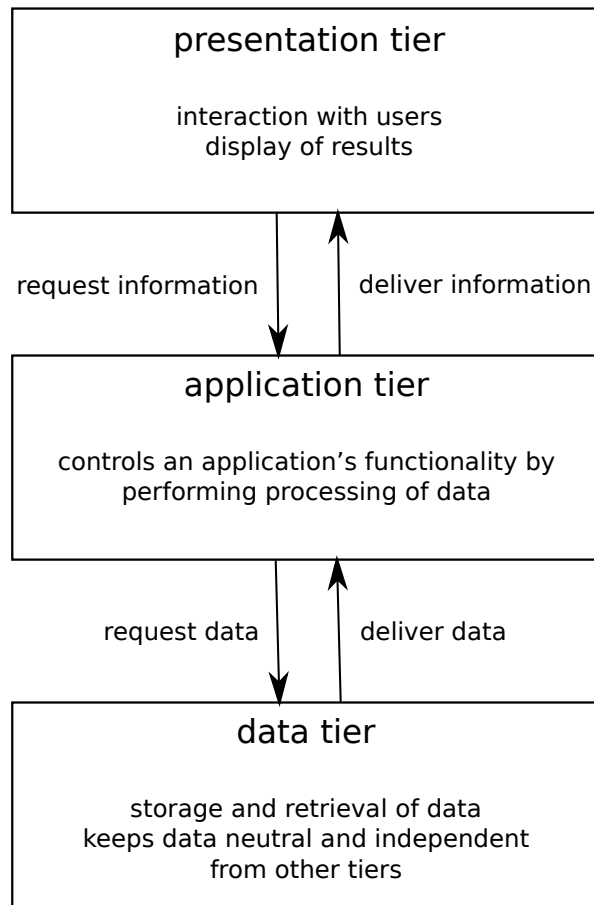 presentation tier
interaction with users
display of results
request information
deliver information
application tier
controls an application’s functionality by
performing processing of data
request data
deliver data
data tier
storage and retrieval of data
keeps data neutral and independent
from other tiers